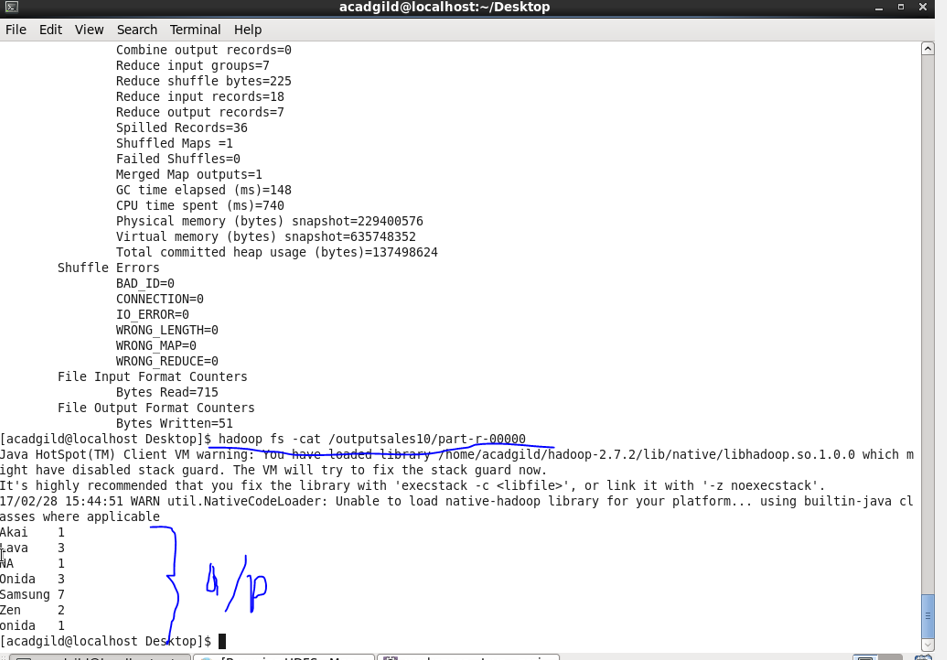 acadgild@localhost:~/Desktop
File Edit View Search Terminal Help
Combine output records=0
Reduce input groups=7
Reduce shuffle bytes=225
Reduce input records=18
Reduce output records=7
Spilled Records=36
Shuffled Maps =1
Failed Shuffles=0
Merged Map outputs=1
GC time elapsed (ms)=148
CPU time spent (ms)=740
Physical memory (bytes) snapshot=229400576
Virtual memory (bytes) snapshot=635748352
Total committed heap usage (bytes)=137498624
Shuffle Errors
BAD_ID=0
CONNECTION=0
IO_ERROR=0
WRONG_LENGTH=0
WRONG_MAP=0
WRONG_REDUCE=0
File Input Format Counters
Bytes Read=715
File Output Format Counters
Bytes Written=51
[acadgild@localhost Desktop]$ hadoop fs -cat /outputsales10/part-r-00000
Java HotSpot(TM) Client VM warning: You have loaded library /home/acadgild/hadoop-2.7.2/lib/native/libhadoop.so.1.0.0 which m
ight have disabled stack guard. The VM will try to fix the stack guard now.
It's highly recommended that you fix the library with 'execstack -c <libfile>', or link it with '-z noexecstack'.
17/02/28 15:44:51 WARN util.NativeCodeLoader: Unable to load native-hadoop library for your platform... using builtin-java cl
asses where applicable
Akai 1
Lava 3
NA 1
Onida 3
Samsung 7
Zen 2
onida 1
o/p
[acadgild@localhost Desktop]$